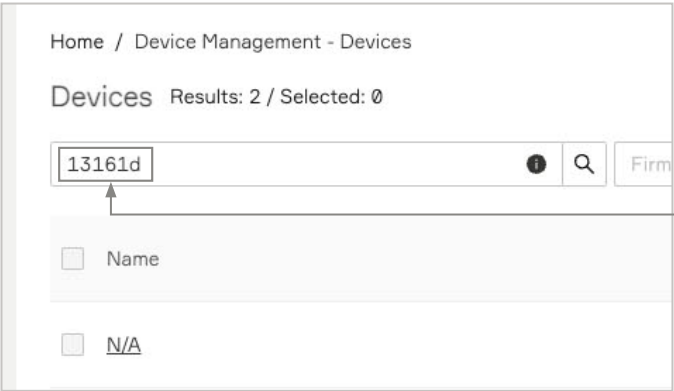 Home / Device Management - Devices
Devices Results: 2 / Selected: 0
13161d
Firm
Name
N/A